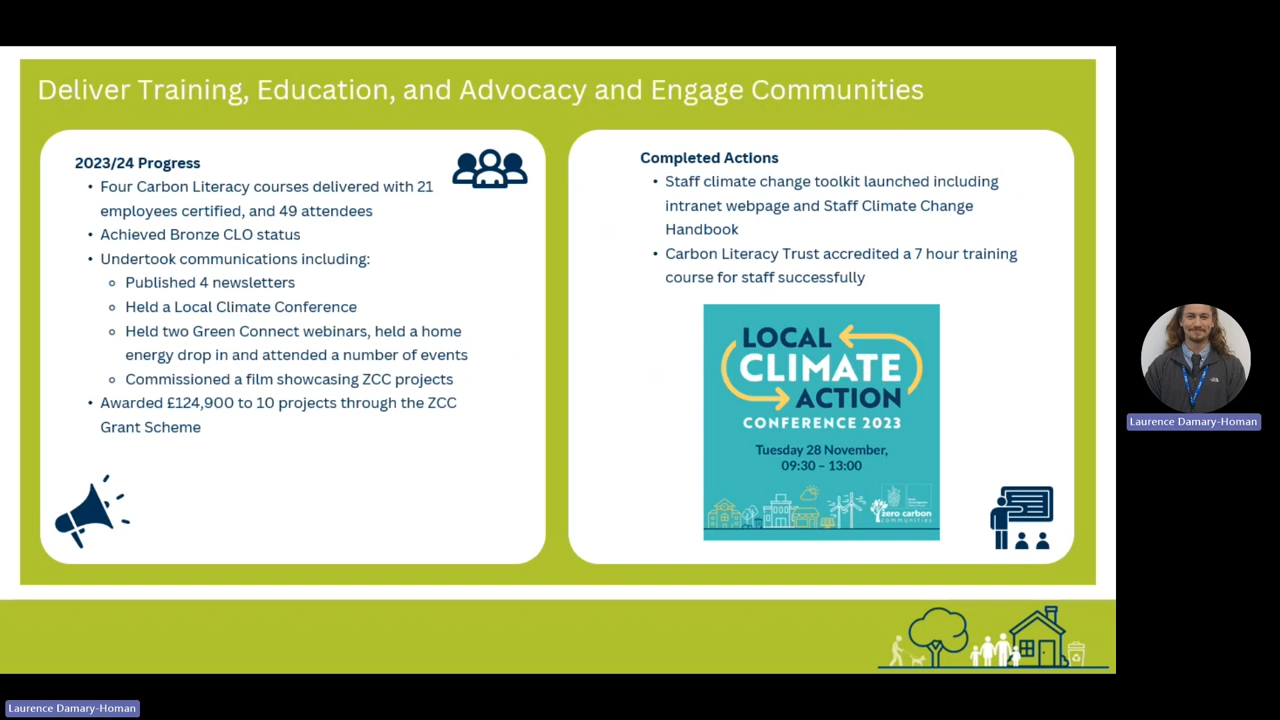 Deliver Training, Education, and Advocacy and Engage Communities
2023/24 Progress
• Four Carbon Literacy courses delivered with 21
employees certified, and 49 attendees
• Achieved Bronze CLO status
• Undertook communications including:
◦ Published 4 newsletters
◦ Held a Local Climate Conference
◦ Held two Green Connect webinars, held a home
energy drop in and attended a number of events
◦ Commissioned a film showcasing ZCC projects
• Awarded £124,900 to 10 projects through the ZCC
Grant Scheme
Completed Actions
• Staff climate change toolkit launched including
intranet webpage and Staff Climate Change
Handbook
• Carbon Literacy Trust accredited a 7 hour training
course for staff successfully
LOCAL
CLIMATE
ACTION
CONFERENCE 2023
Tuesday 28 November,
09:30 – 13:00
zero carbon
communities
Laurence Damary-Homan
Laurence Damary-Homan